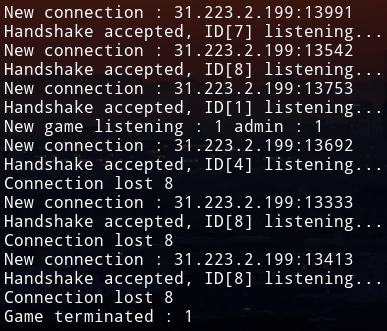 New connection : 31.223.2.199:13991
Handshake accepted, ID[7] listening...
New connection : 31.223.2.199:13542
Handshake accepted, ID[8] listening...
New connection : 31.223.2.199:13753
Handshake accepted, ID[1] listening...
New game listening : 1 admin : 1
New connection : 31.223.2.199:13692
Handshake accepted, ID[4] listening...
Connection lost 8
New connection : 31.223.2.199:13333
Handshake accepted, ID[8] listening...
Connection lost 8
New connection : 31.223.2.199:13413
Handshake accepted, ID[8] listening...
Connection lost 8
Game terminated : 1